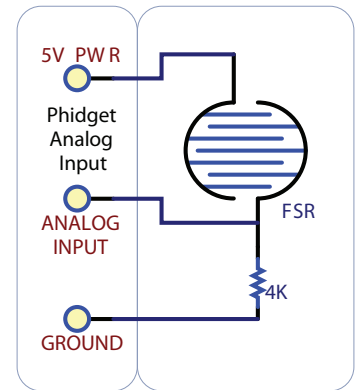 5V PWR
Phidget
Analog
Input
ANALOG
INPUT
FSR
4K
GROUND